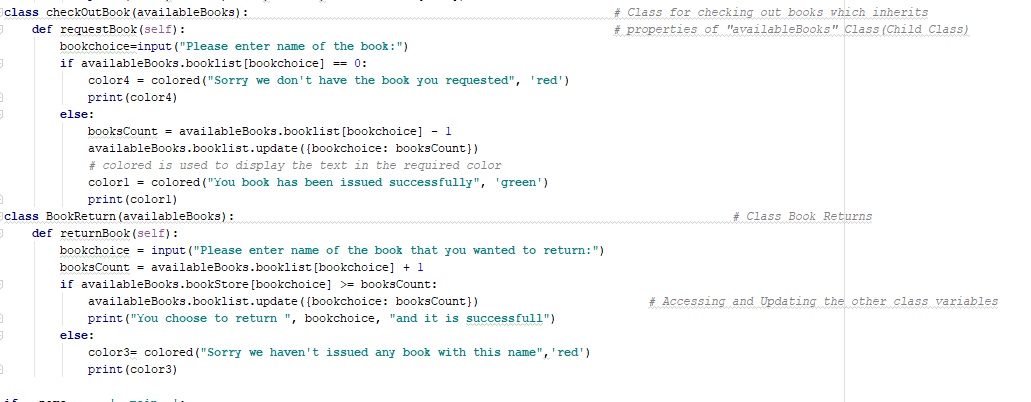 class checkOutBook(availableBooks): # Class for checking out books which inherits
def requestBook(self): # properties of "availableBooks" Class(Child Class)
bookchoice=input("Please enter name of the book:")
if availableBooks.booklist[bookchoice] == 0:
color4 = colored("Sorry we don't have the book you requested", 'red')
print(color4)
else:
booksCount = availableBooks.booklist[bookchoice] - 1
availableBooks.booklist.update({bookchoice: booksCount})
# colored is used to display the text in the required color
color1 = colored("You book has been issued successfully", 'green')
print(color1)
class BookReturn(availableBooks): # Class Book Returns
def returnBook(self):
bookchoice = input("Please enter name of the book that you wanted to return:")
booksCount = availableBooks.booklist[bookchoice] + 1
if availableBooks.bookStore[bookchoice] >= booksCount:
availableBooks.booklist.update({bookchoice: booksCount}) # Accessing and Updating the other class variables
print("You choose to return ", bookchoice, "and it is successfull")
else:
color3= colored("Sorry we haven't issued any book with this name",'red')
print(color3)